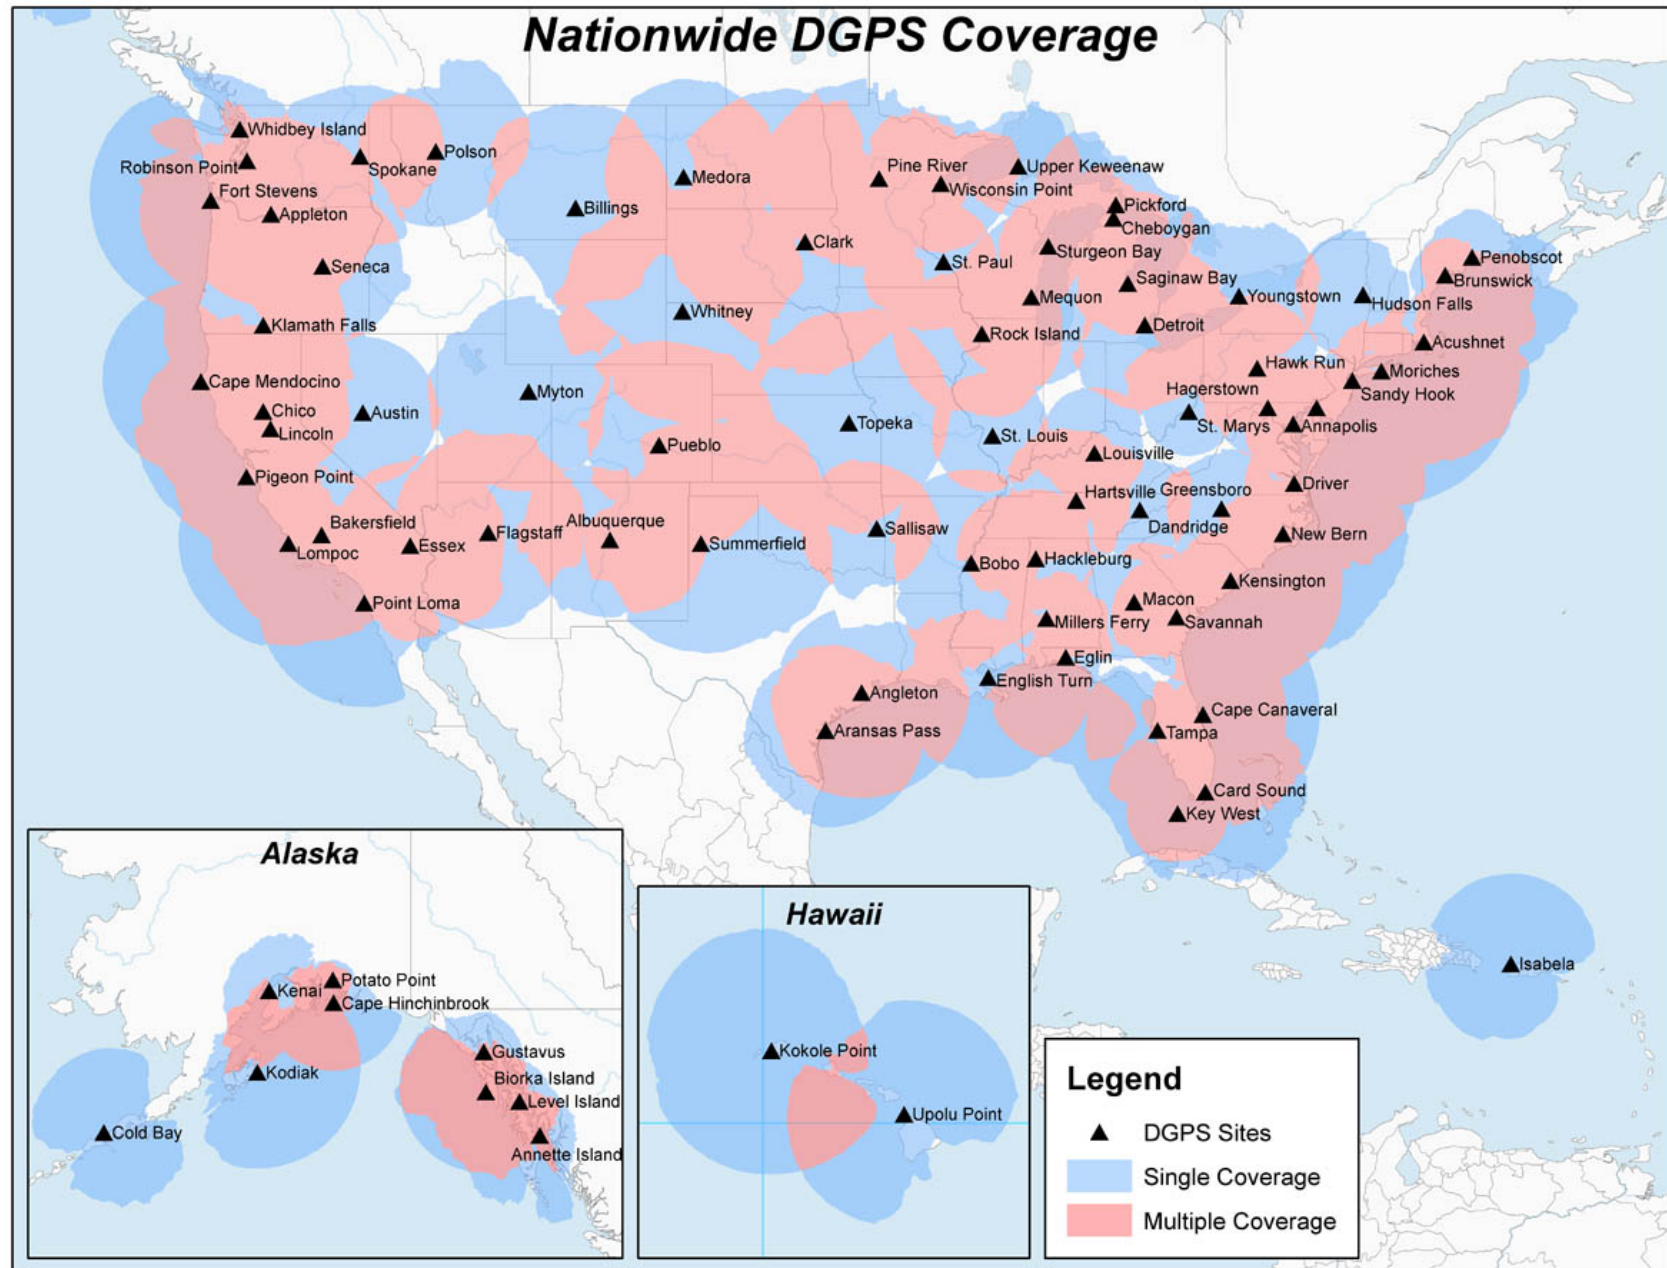 Nationwide DGPS Coverage
Whidbey Island
Robinson Point
Spokane
Polson
Fort Stevens
Appleton
Seneca
Billings
Medora
Pine River
Upper Keweenaw
Wisconsin Point
Pickford
Cheboygan
Clark
Sturgeon Bay
St. Paul
Saginaw Bay
Penobscot
Brunswick
Mequon
Youngstown
Hudson Falls
Klamath Falls
Whitney
Rock Island
Detroit
Acushnet
Hawk Run
Moriches
Cape Mendocino
Hagerstown
Sandy Hook
Myton
Chico
Austin
Lincoln
Topeka
St. Louis
St. Marys
Annapolis
Pueblo
Louisville
Pigeon Point
Driver
Hartsville
Greensboro
Bakersfield
Flagstaff
Albuquerque
Sallisaw
Dandridge
New Bern
Lompoc
Essex
Summerfield
Bobo
Hackleburg
Kensington
Point Loma
Macon
Millers Ferry
Savannah
Eglin
English Turn
Angleton
Cape Canaveral
Aransas Pass
Tampa
Card Sound
Key West
Isabela
Alaska
Potato Point
Kenai
Cape Hinchinbrook
Gustavus
Kodiak
Biorka Island
Level Island
Cold Bay
Annette Island
Hawaii
Kokole Point
Upolu Point
Legend
DGPS Sites
Single Coverage
Multiple Coverage